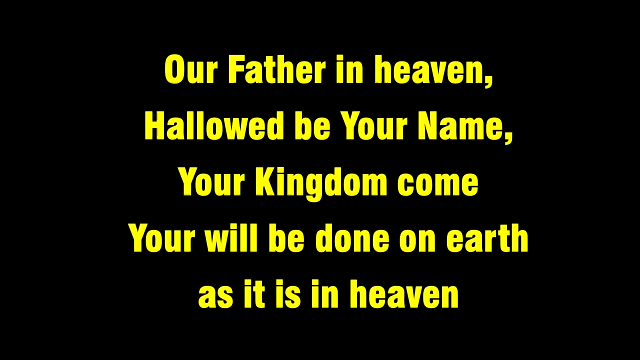 Our Father in heaven,
Hallowed be Your Name,
Your Kingdom come
Your will be done on earth
as it is in heaven